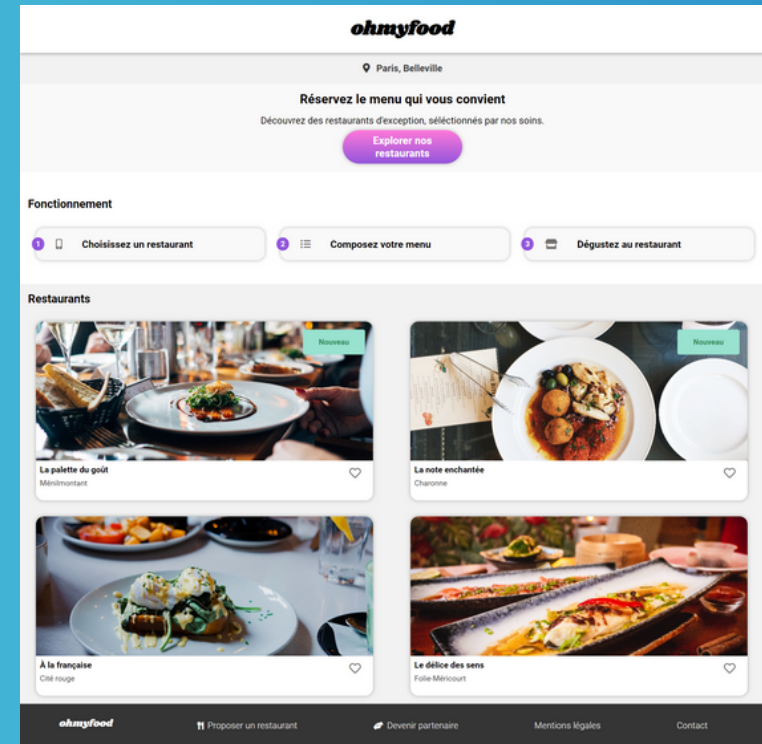 ohmyfood
Paris, Belleville
Réservez le menu qui vous convient
Découvrez des restaurants d'exception, séléctionnés par nos soins.
Explorer nos
restaurants
Fonctionnement
1 Choisissez un restaurant
2 Composez votre menu
3 Dégustez au restaurant
Restaurants
Nouveau
Nouveau
La palette du goût
Ménilmontant
La note enchantée
Charonne
À la française
Cité rouge
Le délice des sens
Folie-Méricourt
ohmyfood Proposer un restaurant Devenir partenaire Mentions légales Contact